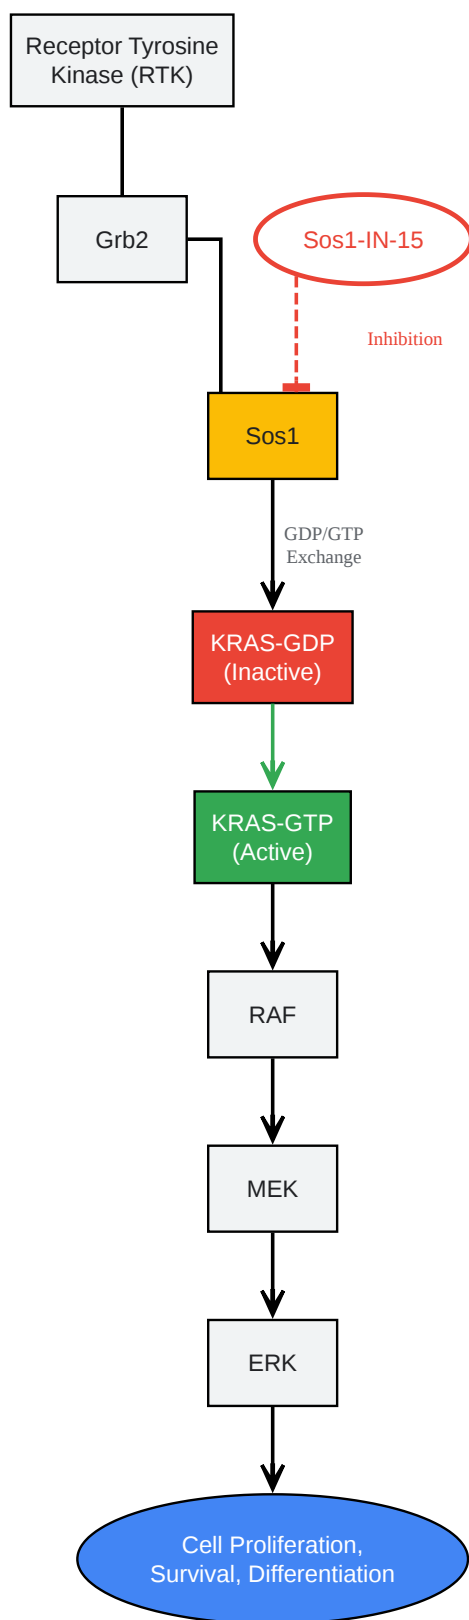 Receptor Tyrosine
Kinase (RTK)
Grb2
Sos1-IN-15
Inhibition
Sos1
GDP/GTP
Exchange
KRAS-GDP
(Inactive)
KRAS-GTP
(Active)
RAF
MEK
ERK
Cell Proliferation,
Survival, Differentiation